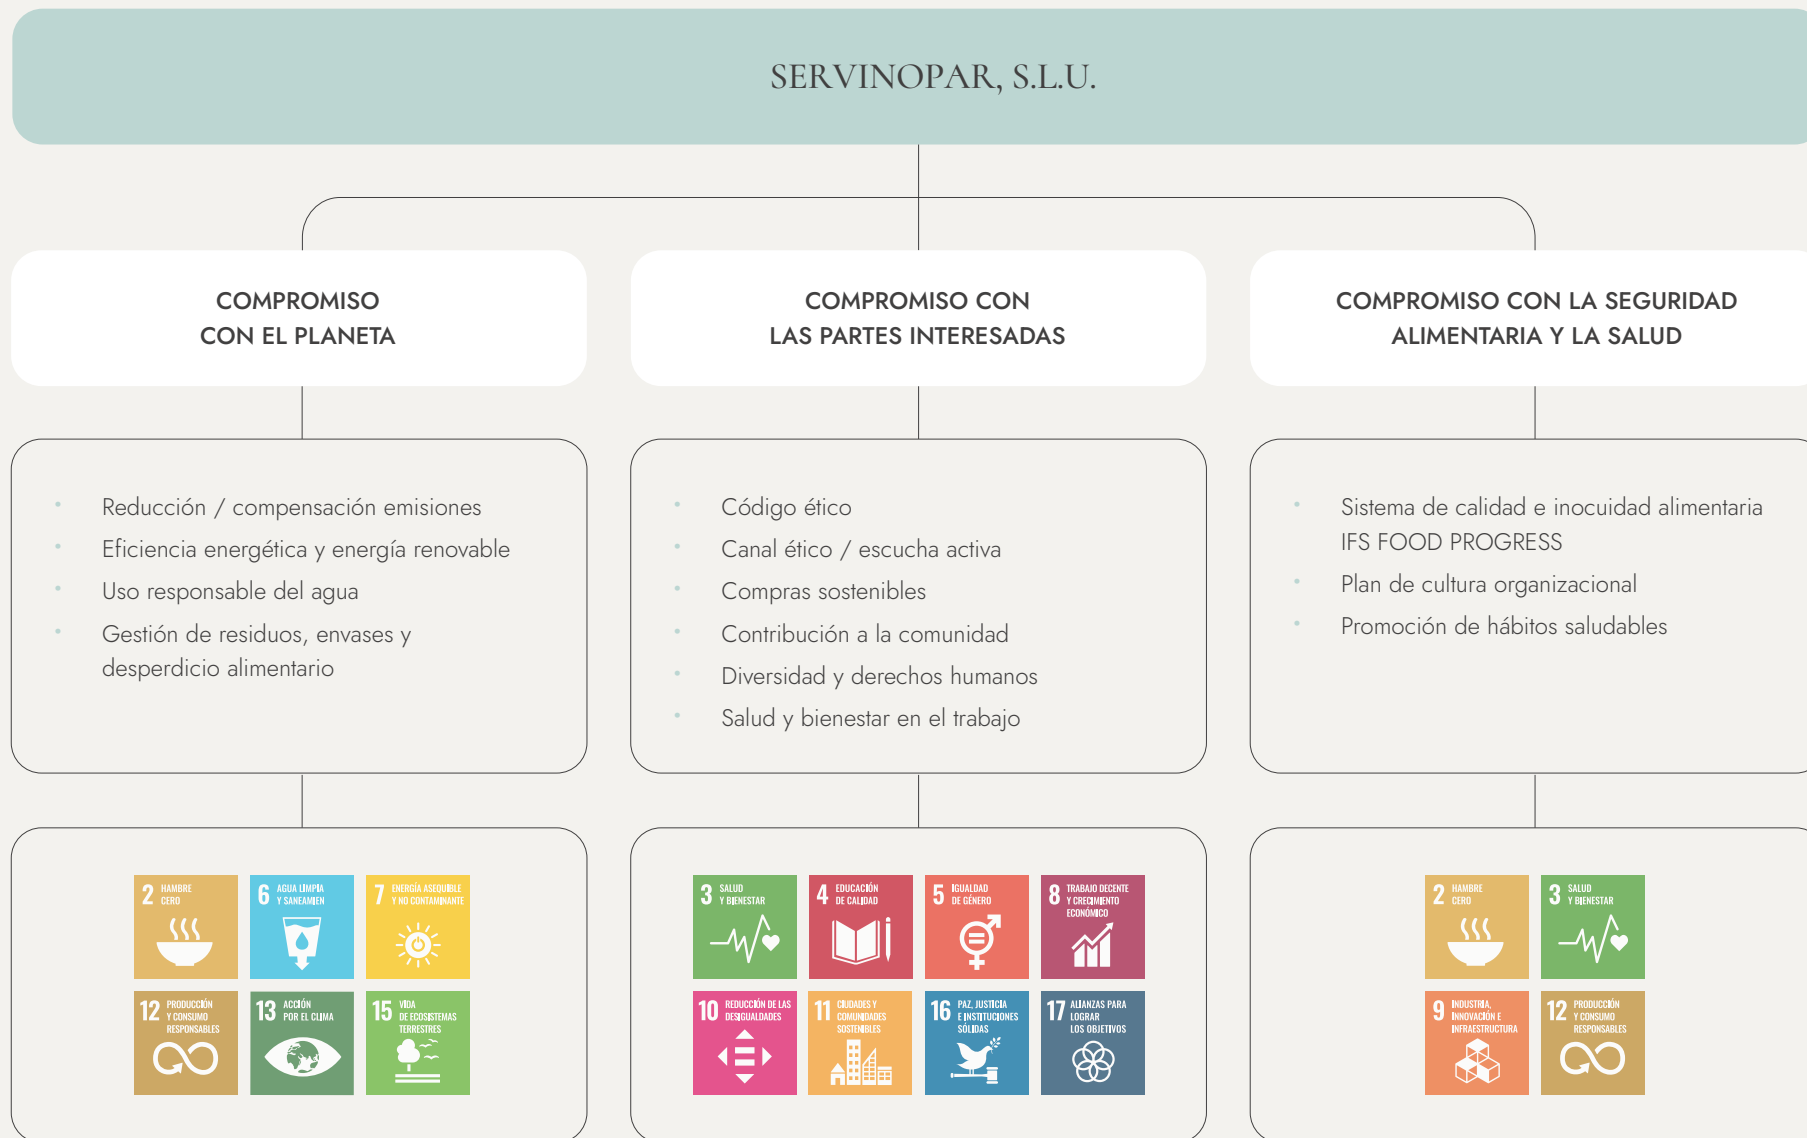 SERVINOPAR, S.L.U.
COMPROMISO
CON EL PLANETA
Reducción / compensación emisiones
Eficiencia energética y energía renovable
Uso responsable del agua
Gestión de residuos, envases y
desperdicio alimentario
2 HAMBRE
CERO
6 AGUA LIMPIA
Y SANEAMIEN
7 ENERGÍA ASEQUIBLE
Y NO CONTAMINANTE
12 PRODUCCIÓN
Y CONSUMO
RESPONSABLES
13 ACCIÓN
POR EL CLIMA
15 VIDA
DE ECOSISTEMAS
TERRESTRES
COMPROMISO CON
LAS PARTES INTERESADAS
Código ético
Canal ético / escucha activa
Compras sostenibles
Contribución a la comunidad
Diversidad y derechos humanos
Salud y bienestar en el trabajo
3 SALUD
Y BIENESTAR
4 EDUCACIÓN
DE CALIDAD
5 IGUALDAD
DE GÉNERO
8 TRABAJO DECENTE
Y CRECIMIENTO
ECONÓMICO
10 REDUCCIÓN DE LAS
DESIGUALDADES
11 CIUDADES Y
COMUNIDADES
SOSTENIBLES
16 PAZ, JUSTICIA
E INSTITUCIONES
SÓLIDAS
17 ALIANZAS PARA
LOGRAR
LOS OBJETIVOS
COMPROMISO CON LA SEGURIDAD
ALIMENTARIA Y LA SALUD
Sistema de calidad e inocuidad alimentaria
IFS FOOD PROGRESS
Plan de cultura organizacional
Promoción de hábitos saludables
2 HAMBRE
CERO
3 SALUD
Y BIENESTAR
9 INDUSTRIA,
INNOVACIÓN E
INFRAESTRUCTURA
12 PRODUCCIÓN
Y CONSUMO
RESPONSABLES